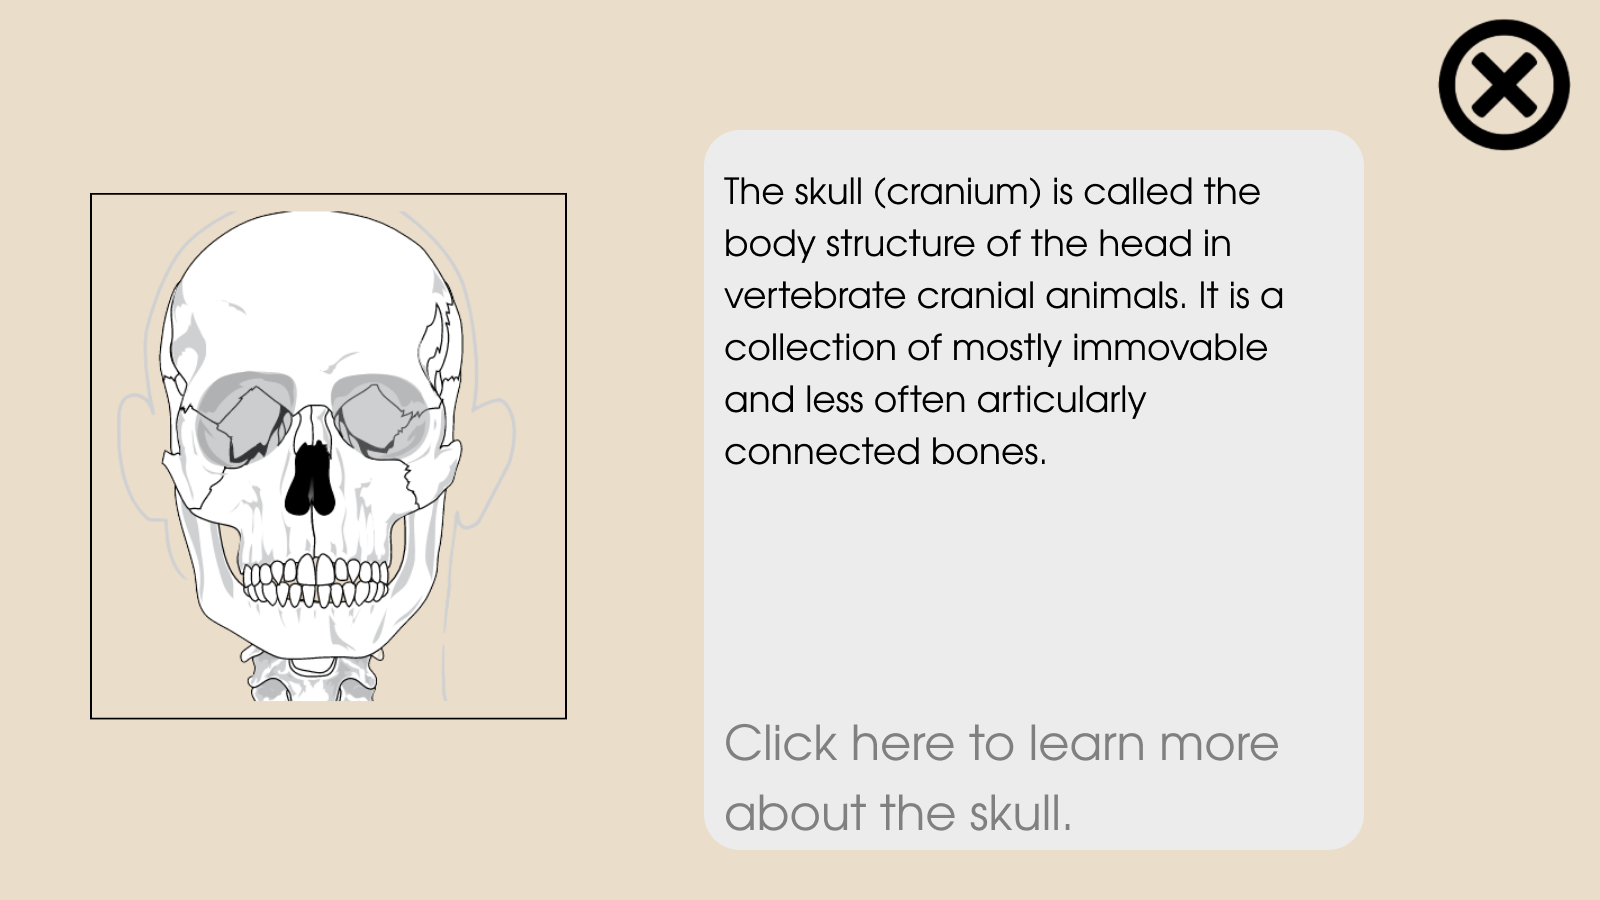 The skull (cranium) is called the
body structure of the head in
vertebrate cranial animals. It is a
collection of mostly immovable
and less often articularly
connected bones.
Click here to learn more
about the skull.